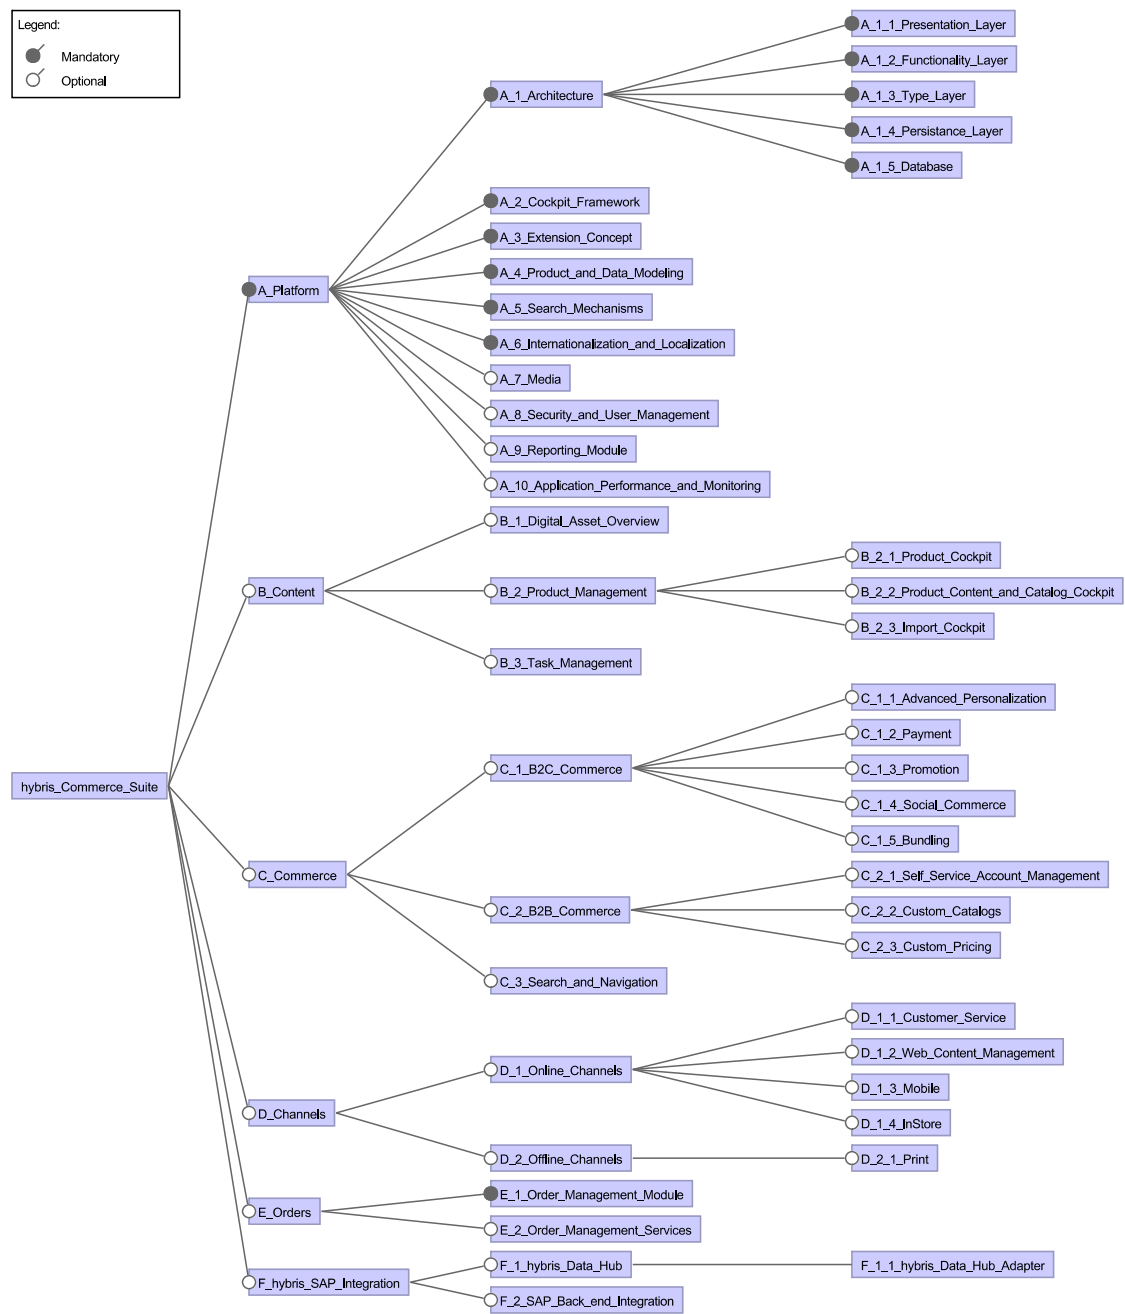 Legend:
Mandatory
Optional
hybris_Commerce_Suite
A_Platform
A_1_Architecture
A_1_1_Presentation_Layer
A_1_2_Functionality_Layer
A_1_3_Type_Layer
A_1_4_Persistance_Layer
A_1_5_Database
A_2_Cockpit_Framework
A_3_Extension_Concept
A_4_Product_and_Data_Modeling
A_5_Search_Mechanisms
A_6_Internationalization_and_Localization
A_7_Media
A_8_Security_and_User_Management
A_9_Reporting_Module
A_10_Application_Performance_and_Monitoring
B_Content
B_1_Digital_Asset_Overview
B_2_Product_Management
B_2_1_Product_Cockpit
B_2_2_Product_Content_and_Catalog_Cockpit
B_2_3_Import_Cockpit
B_3_Task_Management
C_Commerce
C_1_B2C_Commerce
C_1_1_Advanced_Personalization
C_1_2_Payment
C_1_3_Promotion
C_1_4_Social_Commerce
C_1_5_Bundling
C_2_B2B_Commerce
C_2_1_Self_Service_Account_Management
C_2_2_Custom_Catalogs
C_2_3_Custom_Pricing
C_3_Search_and_Navigation
D_Channels
D_1_Online_Channels
D_1_1_Customer_Service
D_1_2_Web_Content_Management
D_1_3_Mobile
D_1_4_InStore
D_2_Offline_Channels
D_2_1_Print
E_Orders
E_1_Order_Management_Module
E_2_Order_Management_Services
F_hybris_SAP_Integration
F_1_hybris_Data_Hub
F_1_1_hybris_Data_Hub_Adapter
F_2_SAP_Back_end_Integration